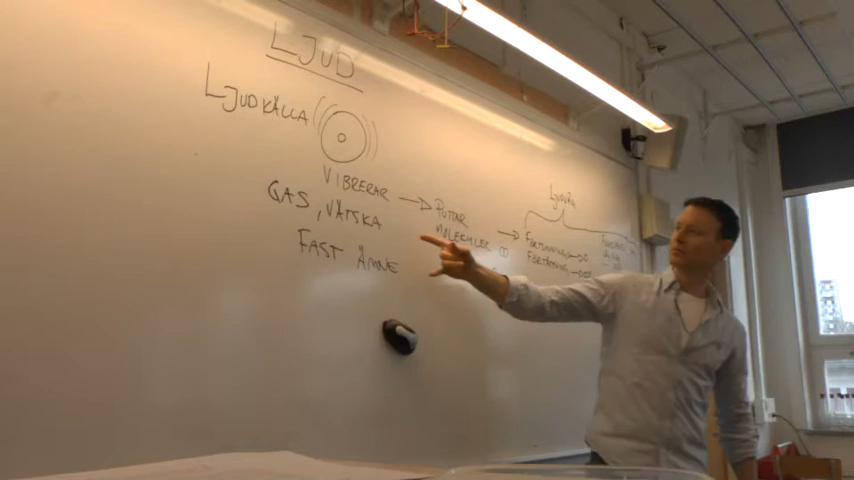 LJUD
LJUDKÄLLA
VIBRERAR
PUTTAR
MOLEKYLER
GAS, VÄTSKA
FAST ÄMNE
LJUDVÅG
FÖRTUNNING
FÖRTÄTNING